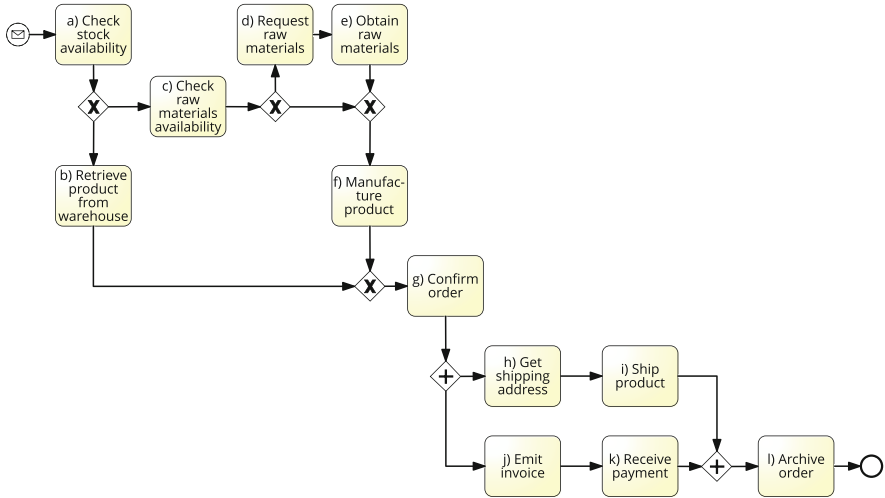 a) Check
stock
availability
d) Request
raw
materials
e) Obtain
raw
materials
c) Check
raw
materials
availability
b) Retrieve
product
from
warehouse
f) Manufac-
ture
product
g) Confirm
order
h) Get
shipping
address
i) Ship
product
j) Emit
invoice
k) Receive
payment
l) Archive
order